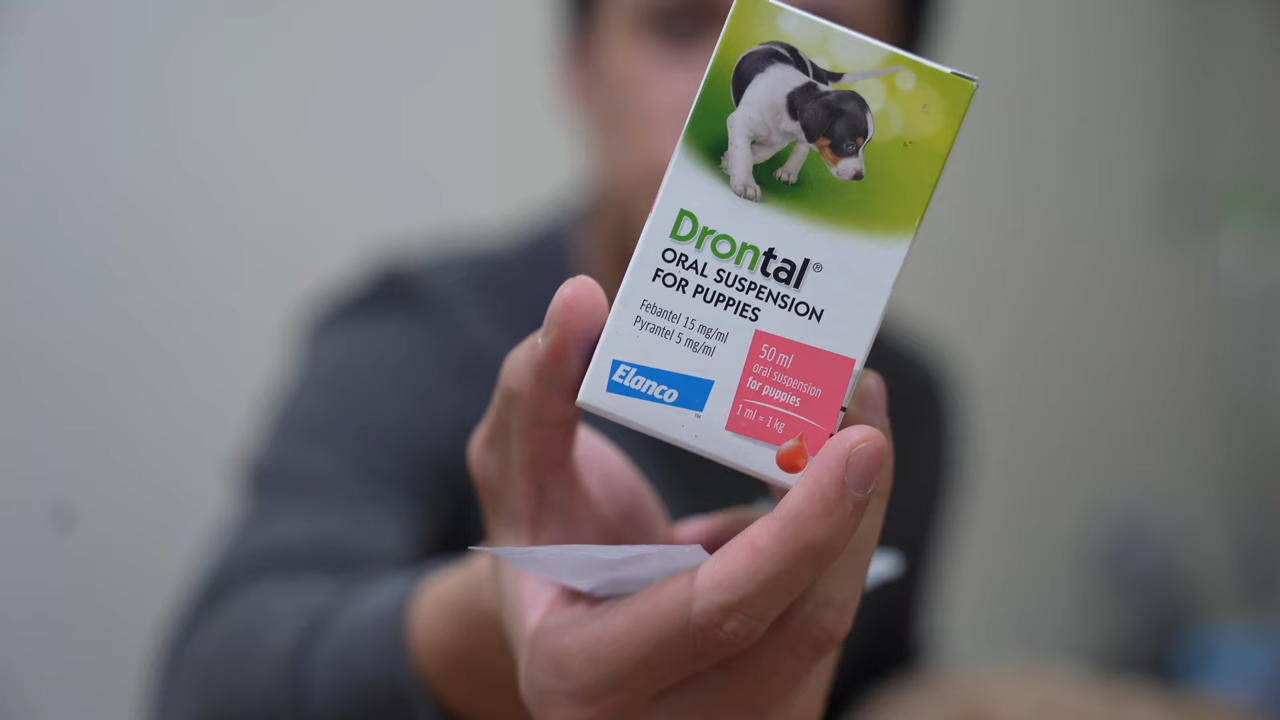 Drontal®
ORAL SUSPENSION
FOR PUPPIES
Febantel 15 mg/ml
Pyrantel 5 mg/ml
50 ml
oral suspension
for puppies
1 ml = 1 kg
Elanco™